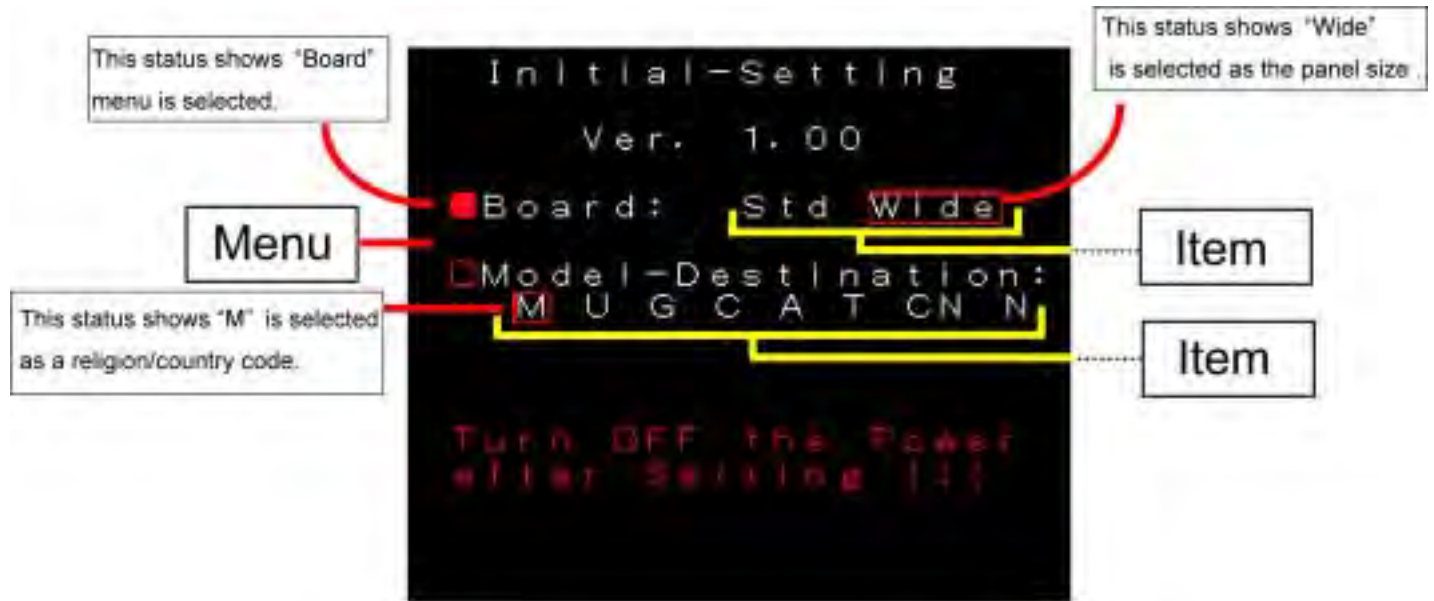 This status shows "Board"
menu is selected.
This status shows "Wide"
is selected as the panel size .
Initial-Setting
Ver. 1.00
Board: Std Wide
Menu
Item
Model-Destination:
M U G C A T CN N
This status shows "M" is selected
as a religion/country code.
Item
Turn OFF the Power
after Setting !!!